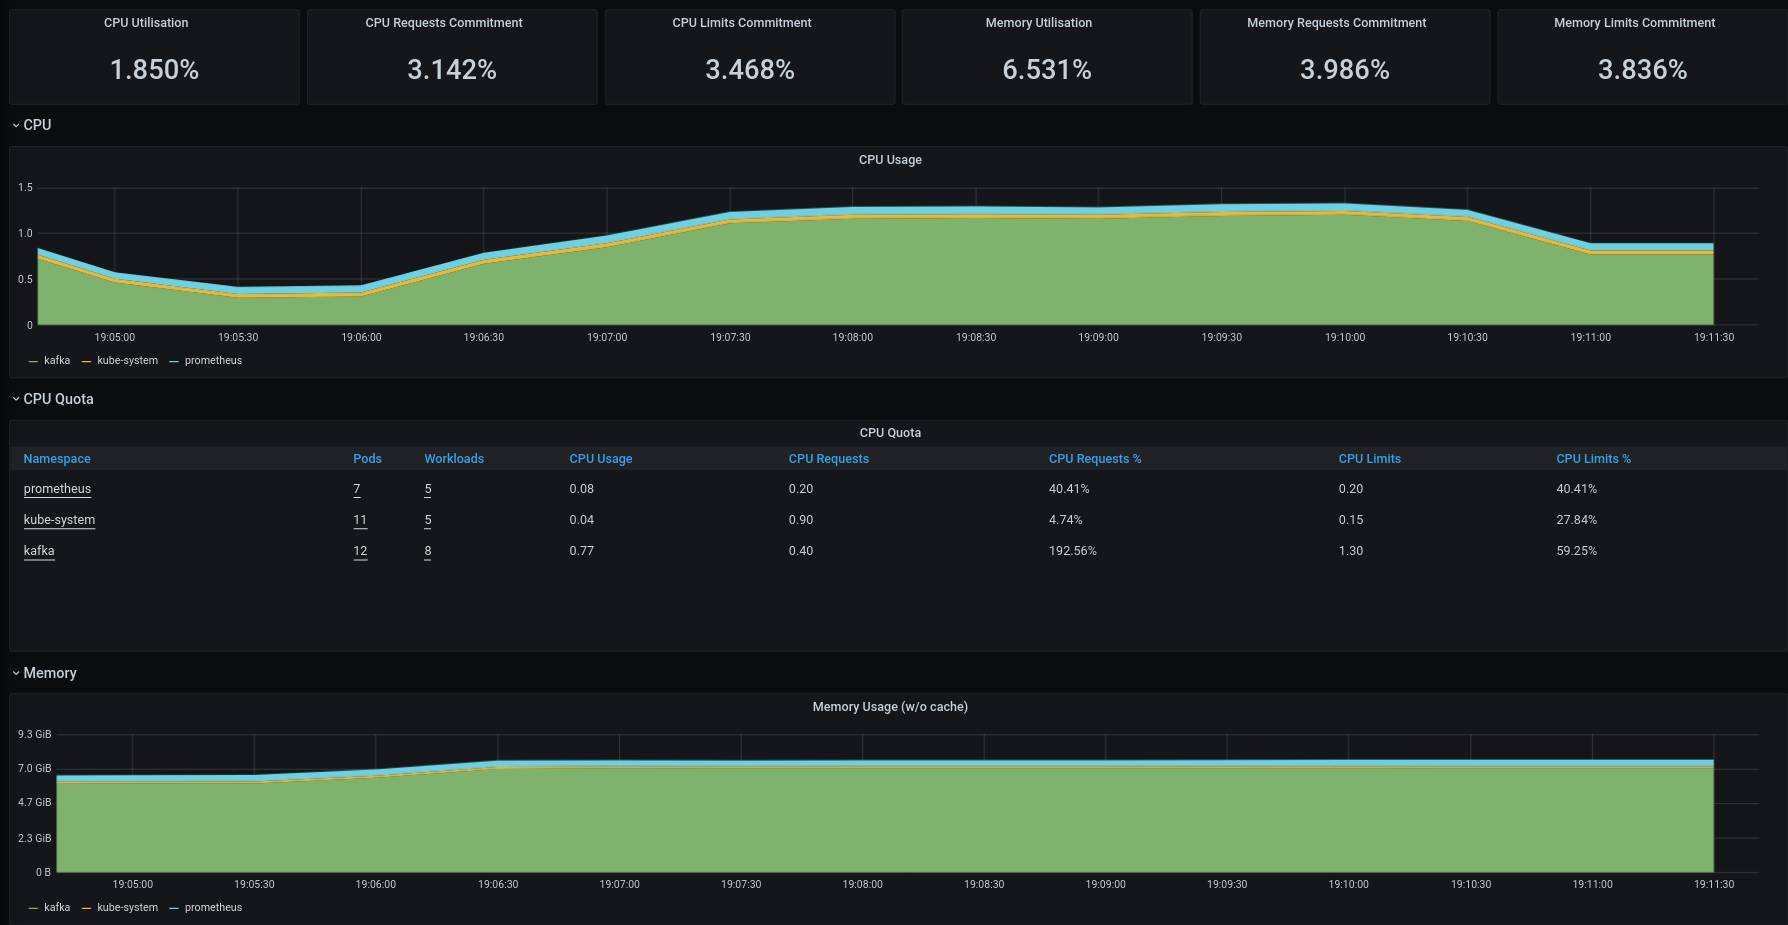 CPU Utilisation CPU Requests Commitment CPU Limits Commitment Memory Utilisation Memory Requests Commitment Memory Limits Commitment
1.850% 3.142% 3.468% 6.531% 3.986% 3.836%
CPU
CPU Usage
1.5
1.0
0.5
0
19:05:00 19:05:30 19:06:00 19:06:30 19:07:00 19:07:30 19:08:00 19:08:30 19:09:00 19:09:30 19:10:00 19:10:30 19:11:00 19:11:30
kafka kube-system prometheus
CPU Quota
CPU Quota
Namespace Pods Workloads CPU Usage CPU Requests CPU Requests % CPU Limits CPU Limits %
prometheus 7 5 0.08 0.20 40.41% 0.20 40.41%
kube-system 11 5 0.04 0.90 4.74% 0.15 27.84%
kafka 12 8 0.77 0.40 192.56% 1.30 59.25%
Memory
Memory Usage (w/o cache)
9.3 GiB
7.0 GiB
4.7 GiB
2.3 GiB
0 B
19:05:00 19:05:30 19:06:00 19:06:30 19:07:00 19:07:30 19:08:00 19:08:30 19:09:00 19:09:30 19:10:00 19:10:30 19:11:00 19:11:30
kafka kube-system prometheus